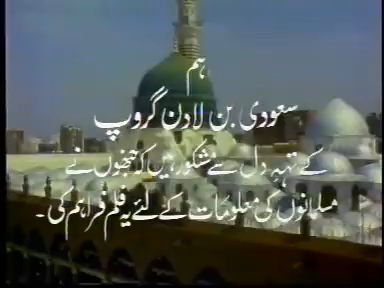 ہم
سعودی بن لادن گروپ
کے تہہ دل سے مشکور ہیں کہ جنھوں نے
مسلمانوں کی معلومات کے لئے یہ فلم فراہم کی۔